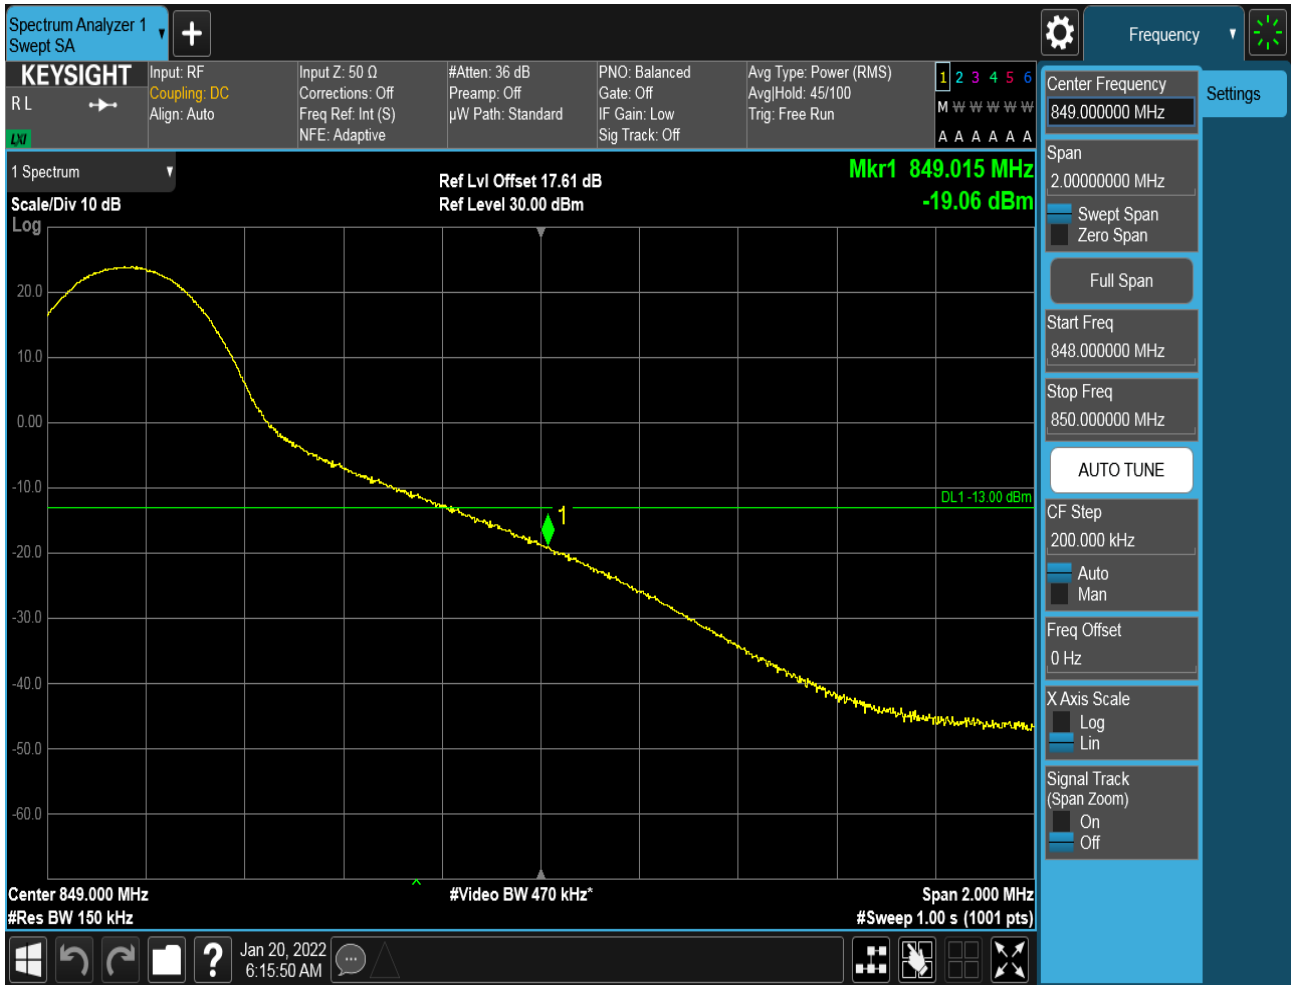 Spectrum Analyzer 1
Swept SA
Frequency
KEYSIGHT
R L
LXI
Input: RF
Coupling: DC
Align: Auto
Input Z: 50 Ω
Corrections: Off
Freq Ref: Int (S)
NFE: Adaptive
#Atten: 36 dB
Preamp: Off
µW Path: Standard
PNO: Balanced
Gate: Off
IF Gain: Low
Sig Track: Off
Avg Type: Power (RMS)
Avg|Hold: 45/100
Trig: Free Run
1 2 3 4 5 6
M W W W W W
A A A A A A
1 Spectrum
Scale/Div 10 dB
Log
Ref Lvl Offset 17.61 dB
Ref Level 30.00 dBm
Mkr1 849.015 MHz
-19.06 dBm
20.0
10.0
0.00
-10.0
-20.0
-30.0
-40.0
-50.0
-60.0
DL1 -13.00 dBm
1
Center 849.000 MHz
#Res BW 150 kHz
#Video BW 470 kHz*
Span 2.000 MHz
#Sweep 1.00 s (1001 pts)
Jan 20, 2022
6:15:50 AM
Center Frequency
849.000000 MHz
Settings
Span
2.00000000 MHz
Swept Span
Zero Span
Full Span
Start Freq
848.000000 MHz
Stop Freq
850.000000 MHz
AUTO TUNE
CF Step
200.000 kHz
Auto
Man
Freq Offset
0 Hz
X Axis Scale
Log
Lin
Signal Track
(Span Zoom)
On
Off